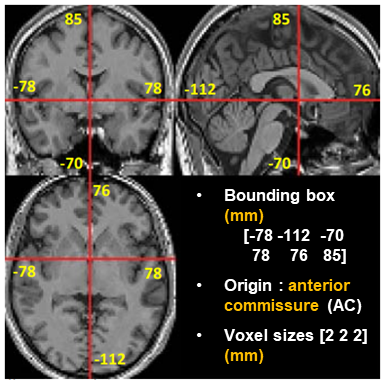 85
-78
78
-70
85
-112
76
-70
76
-78
78
-112
• Bounding box
(mm)
[-78 -112 -70
78 76 85]
• Origin : anterior
commissure (AC)
• Voxel sizes [2 2 2]
(mm)